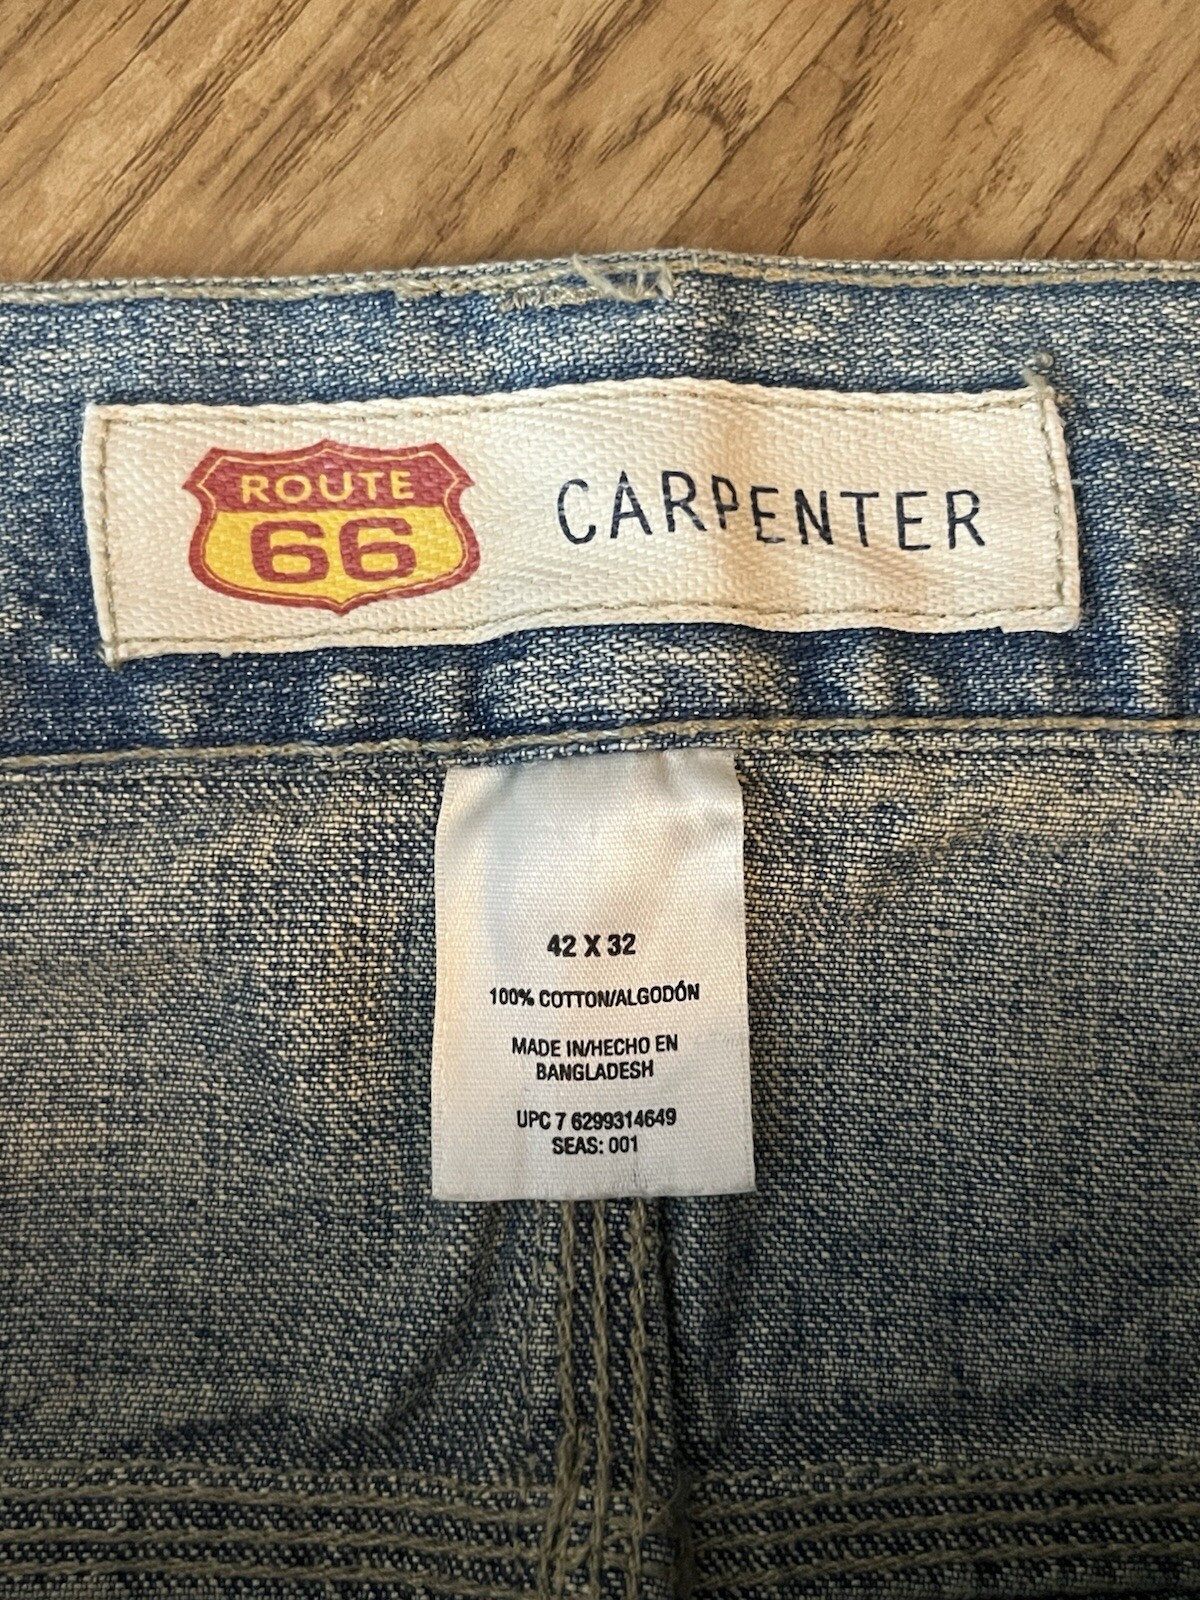 ROUTE
66
CARPENTER
42 X 32
100% COTTON/ALGODÓN
MADE IN/HECHO EN
BANGLADESH
UPC 7 6299314649
SEAS: 001